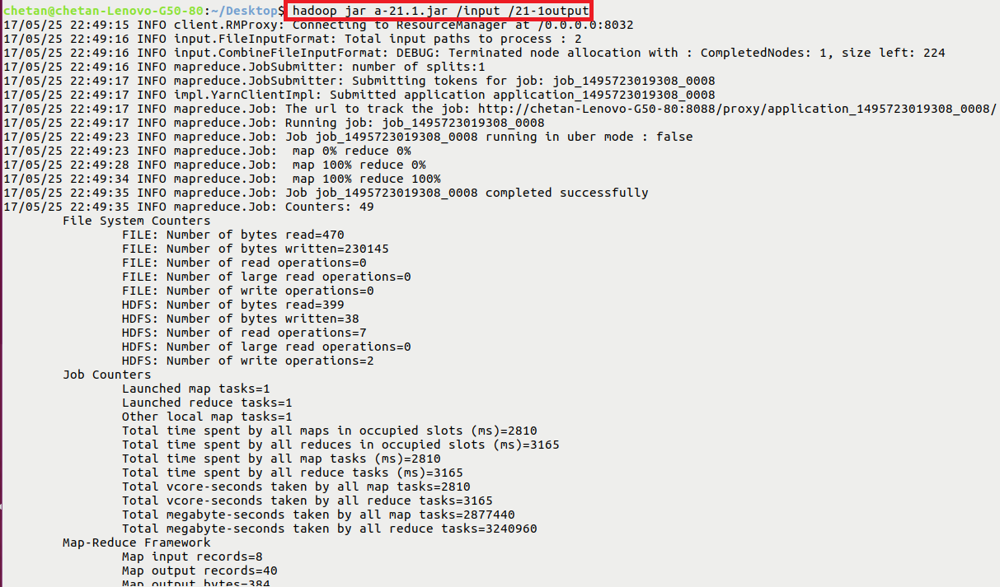 chetan@chetan-Lenovo-G50-80:~/Desktop$ hadoop jar a-21.1.jar /input /21-1output
17/05/25 22:49:15 INFO client.RMProxy: Connecting to ResourceManager at /0.0.0.0:8032
17/05/25 22:49:16 INFO input.FileInputFormat: Total input paths to process : 2
17/05/25 22:49:16 INFO input.CombineFileInputFormat: DEBUG: Terminated node allocation with : CompletedNodes: 1, size left: 224
17/05/25 22:49:16 INFO mapreduce.JobSubmitter: number of splits:1
17/05/25 22:49:17 INFO mapreduce.JobSubmitter: Submitting tokens for job: job_1495723019308_0008
17/05/25 22:49:17 INFO impl.YarnClientImpl: Submitted application application_1495723019308_0008
17/05/25 22:49:17 INFO mapreduce.Job: The url to track the job: http://chetan-Lenovo-G50-80:8088/proxy/application_1495723019308_0008/
17/05/25 22:49:17 INFO mapreduce.Job: Running job: job_1495723019308_0008
17/05/25 22:49:23 INFO mapreduce.Job: Job job_1495723019308_0008 running in uber mode : false
17/05/25 22:49:23 INFO mapreduce.Job:  map 0% reduce 0%
17/05/25 22:49:28 INFO mapreduce.Job:  map 100% reduce 0%
17/05/25 22:49:34 INFO mapreduce.Job:  map 100% reduce 100%
17/05/25 22:49:35 INFO mapreduce.Job: Job job_1495723019308_0008 completed successfully
17/05/25 22:49:35 INFO mapreduce.Job: Counters: 49
File System Counters
FILE: Number of bytes read=470
FILE: Number of bytes written=230145
FILE: Number of read operations=0
FILE: Number of large read operations=0
FILE: Number of write operations=0
HDFS: Number of bytes read=399
HDFS: Number of bytes written=38
HDFS: Number of read operations=7
HDFS: Number of large read operations=0
HDFS: Number of write operations=2
Job Counters
Launched map tasks=1
Launched reduce tasks=1
Other local map tasks=1
Total time spent by all maps in occupied slots (ms)=2810
Total time spent by all reduces in occupied slots (ms)=3165
Total time spent by all map tasks (ms)=2810
Total time spent by all reduce tasks (ms)=3165
Total vcore-seconds taken by all map tasks=2810
Total vcore-seconds taken by all reduce tasks=3165
Total megabyte-seconds taken by all map tasks=2877440
Total megabyte-seconds taken by all reduce tasks=3240960
Map-Reduce Framework
Map input records=8
Map output records=40
Map output bytes=384